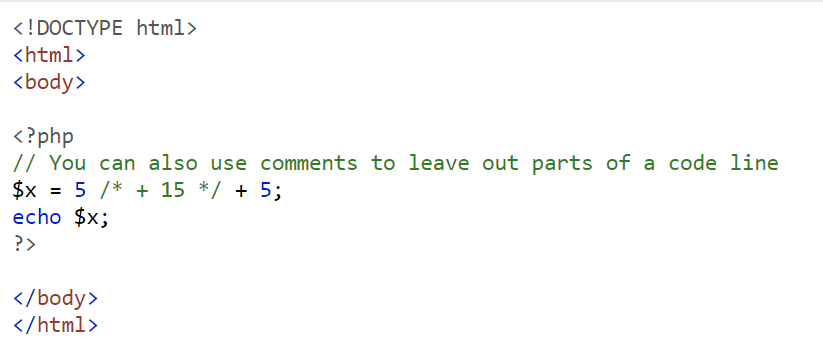 <!DOCTYPE html>
<html>
<body>
<?php
// You can also use comments to leave out parts of a code line
$x = 5 /* + 15 */ + 5;
echo $x;
?>
</body>
</html>